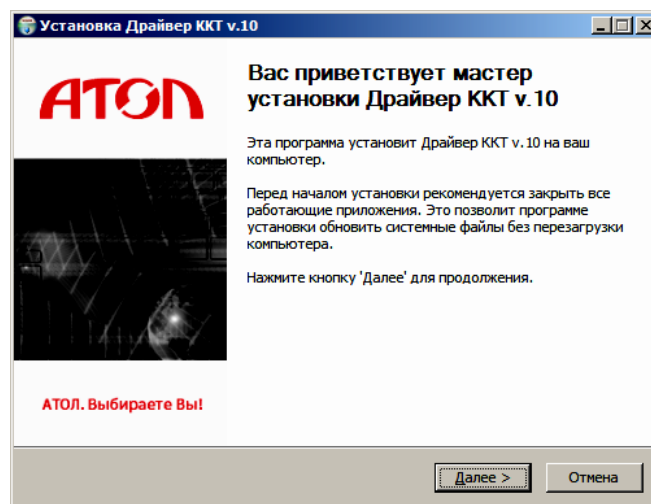 Установка Драйвер ККТ v.10
АТОЛ
Вас приветствует мастер
установки Драйвер ККТ v.10
Эта программа установит Драйвер ККТ v.10 на ваш
компьютер.
Перед началом установки рекомендуется закрыть все
работающие приложения. Это позволит программе
установки обновить системные файлы без перезагрузки
компьютера.
Нажмите кнопку 'Далее' для продолжения.
АТОЛ. Выбираете Вы!
Далее >
Отмена